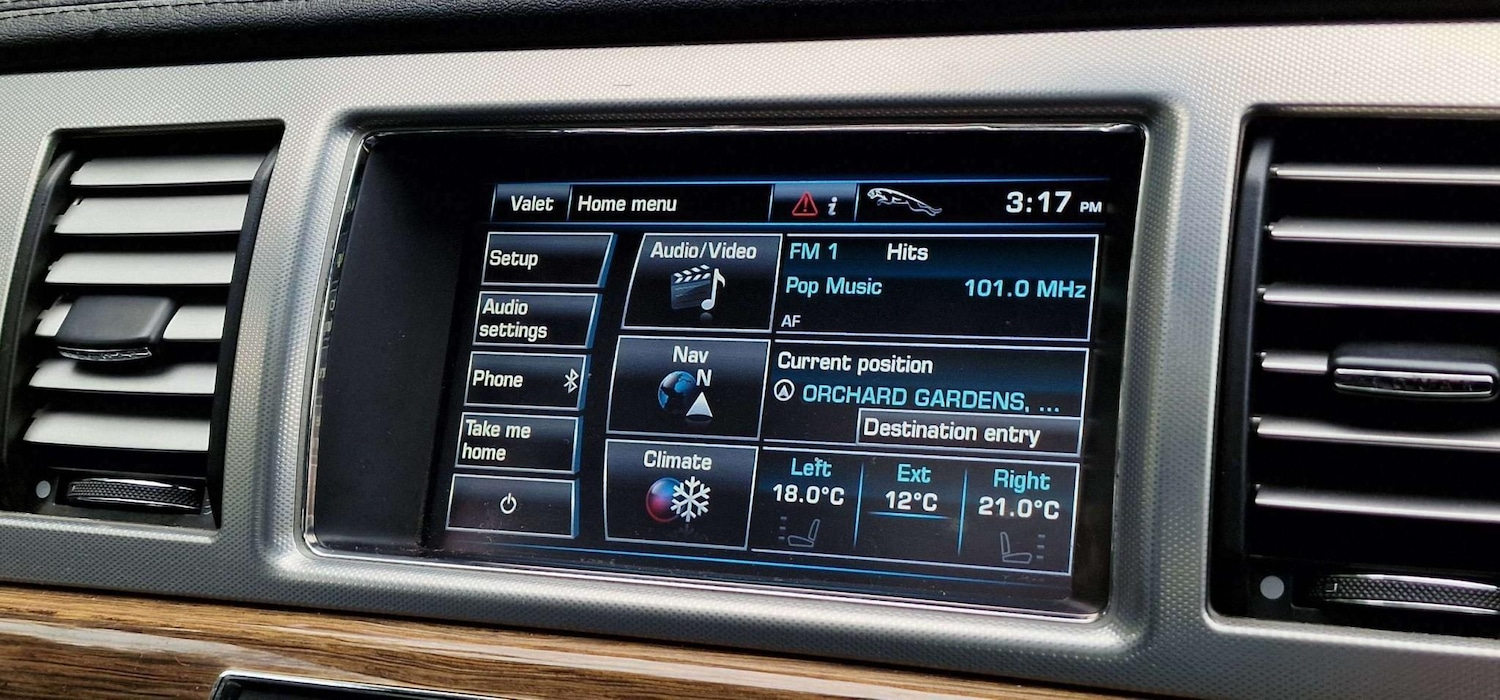 Valet Home menu i 3:17 PM
Setup
Audio
settings
Phone
Take me
home
Audio/Video
Nav
N
Climate
FM 1 Hits
Pop Music 101.0 MHz
AF
Current position
ORCHARD GARDENS, ...
Destination entry
Left Ext Right
18.0°C 12°C 21.0°C